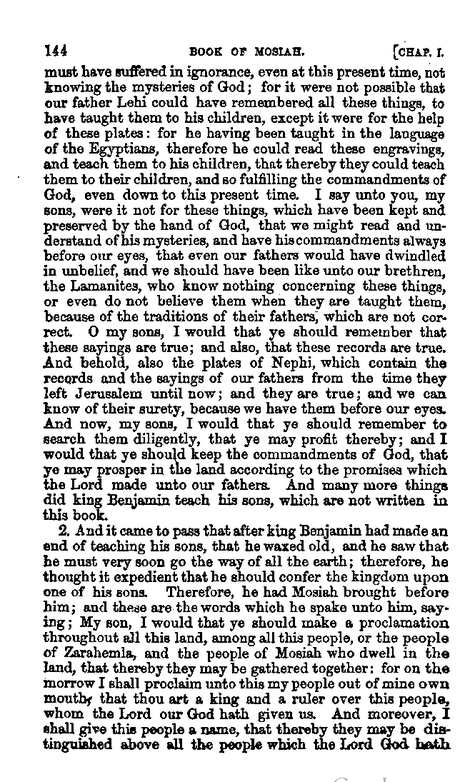 144 BOOK OF MOSIAH. [CHAP. I.
must have suffered in ignorance, even at this present time, not
knowing the mysteries of God; for it were not possible that
our father Lehi could have remembered all these things, to
have taught them to his children, except it were for the help
of these plates: for he having been taught in the language
of the Egyptians, therefore he could read these engravings,
and teach them to his children, that thereby they could teach
them to their children, and so fulfilling the commandments of
God, even down to this present time. I say unto you, my
sons, were it not for these things, which have been kept and
preserved by the hand of God, that we might read and un-
derstand of his mysteries, and have his commandments always
before our eyes, that even our fathers would have dwindled
in unbelief, and we should have been like unto our brethren,
the Lamanites, who know nothing concerning these things,
or even do not believe them when they are taught them,
because of the traditions of their fathers, which are not cor-
rect. O my sons, I would that ye should remember that
these sayings are true; and also, that these records are true.
And behold, also the plates of Nephi, which contain the
records and the sayings of our fathers from the time they
left Jerusalem until now; and they are true; and we can
know of their surety, because we have them before our eyes.
And now, my sons, I would that ye should remember to
search them diligently, that ye may profit thereby; and I
would that ye should keep the commandments of God, that
ye may prosper in the land according to the promises which
the Lord made unto our fathers. And many more things
did king Benjamin teach his sons, which are not written in
this book.
2. And it came to pass that after king Benjamin had made an
end of teaching his sons, that he waxed old, and he saw that
he must very soon go the way of all the earth; therefore, he
thought it expedient that he should confer the kingdom upon
one of his sons. Therefore, he had Mosiah brought before
him; and these are the words which he spake unto him, say-
ing; My son, I would that ye should make a proclamation
throughout all this land, among all this people, or the people
of Zarahemla, and the people of Mosiah who dwell in the
land, that thereby they may be gathered together: for on the
morrow I shall proclaim unto this my people out of mine own
mouth, that thou art a king and a ruler over this people,
whom the Lord our God hath given us. And moreover, I
shall give this people a name, that thereby they may be dis-
tinguished above all the people which the Lord God hath